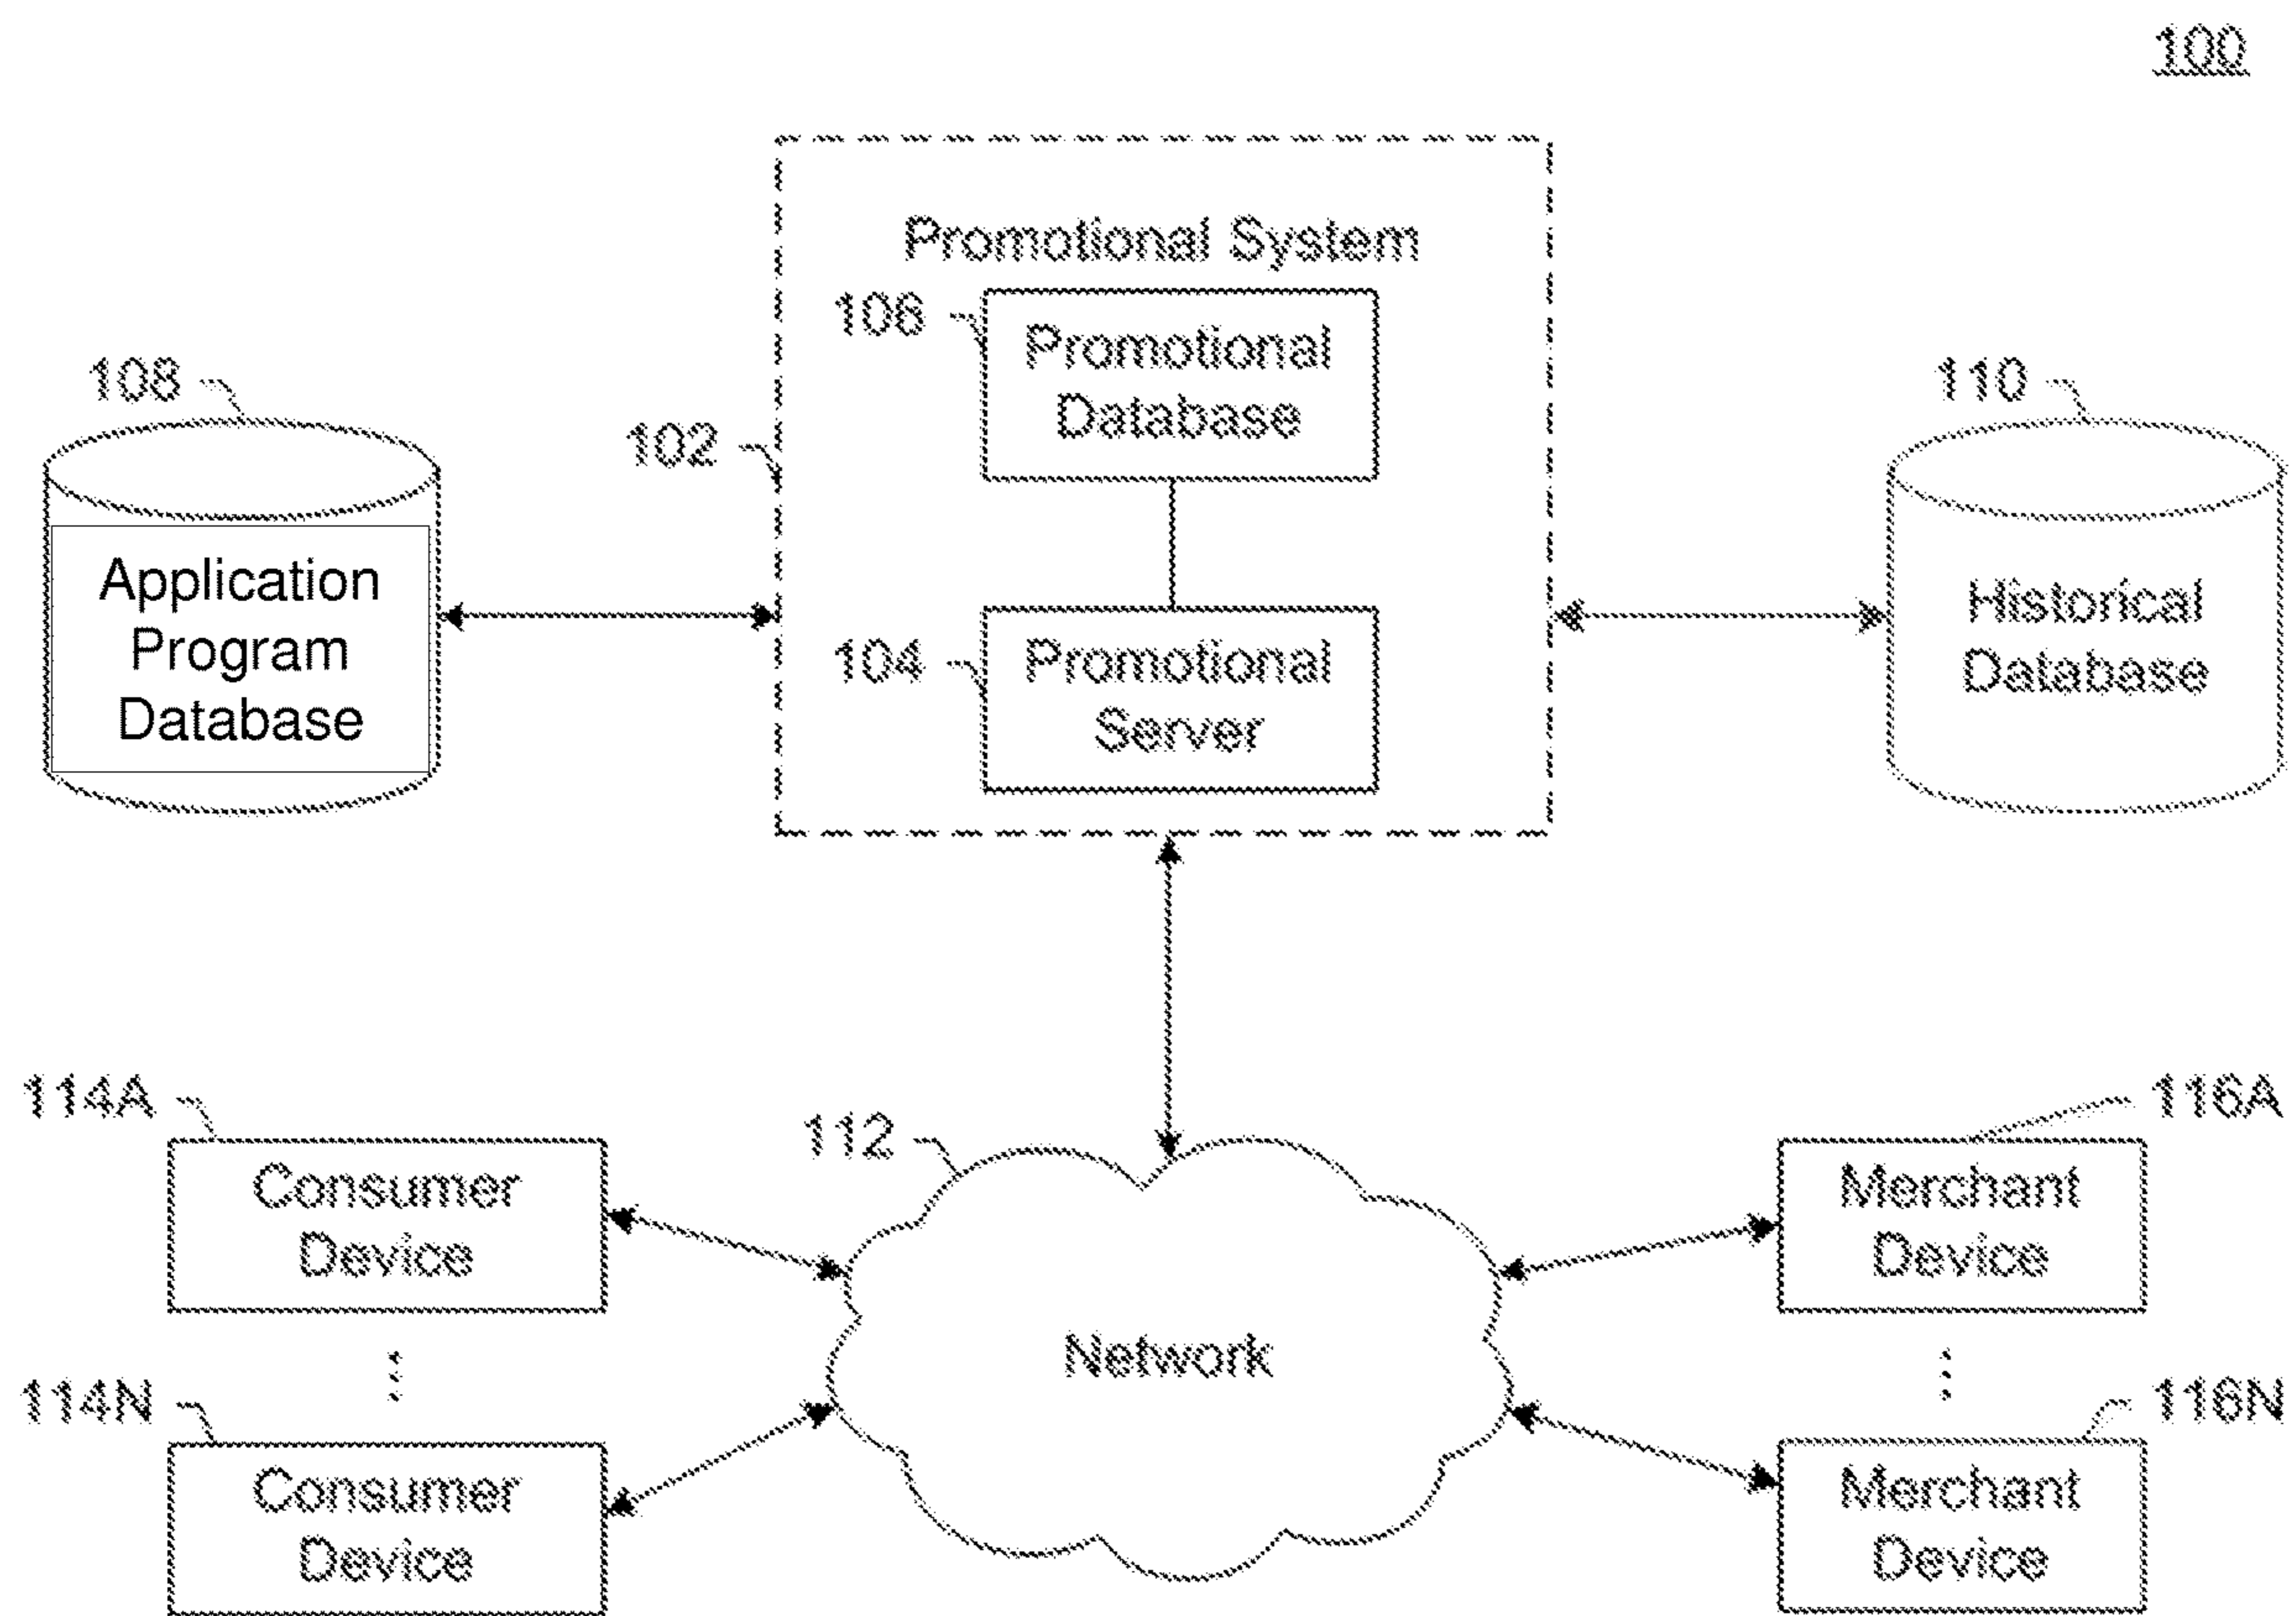 100
Promotional System
106
Promotional
Database
108
110
102
Application
Program
Database
Historical
Database
104
Promotional
Server
114A
116A
112
Consumer
Device
Merchant
Device
Network
114N
116N
Consumer
Device
Merchant
Device